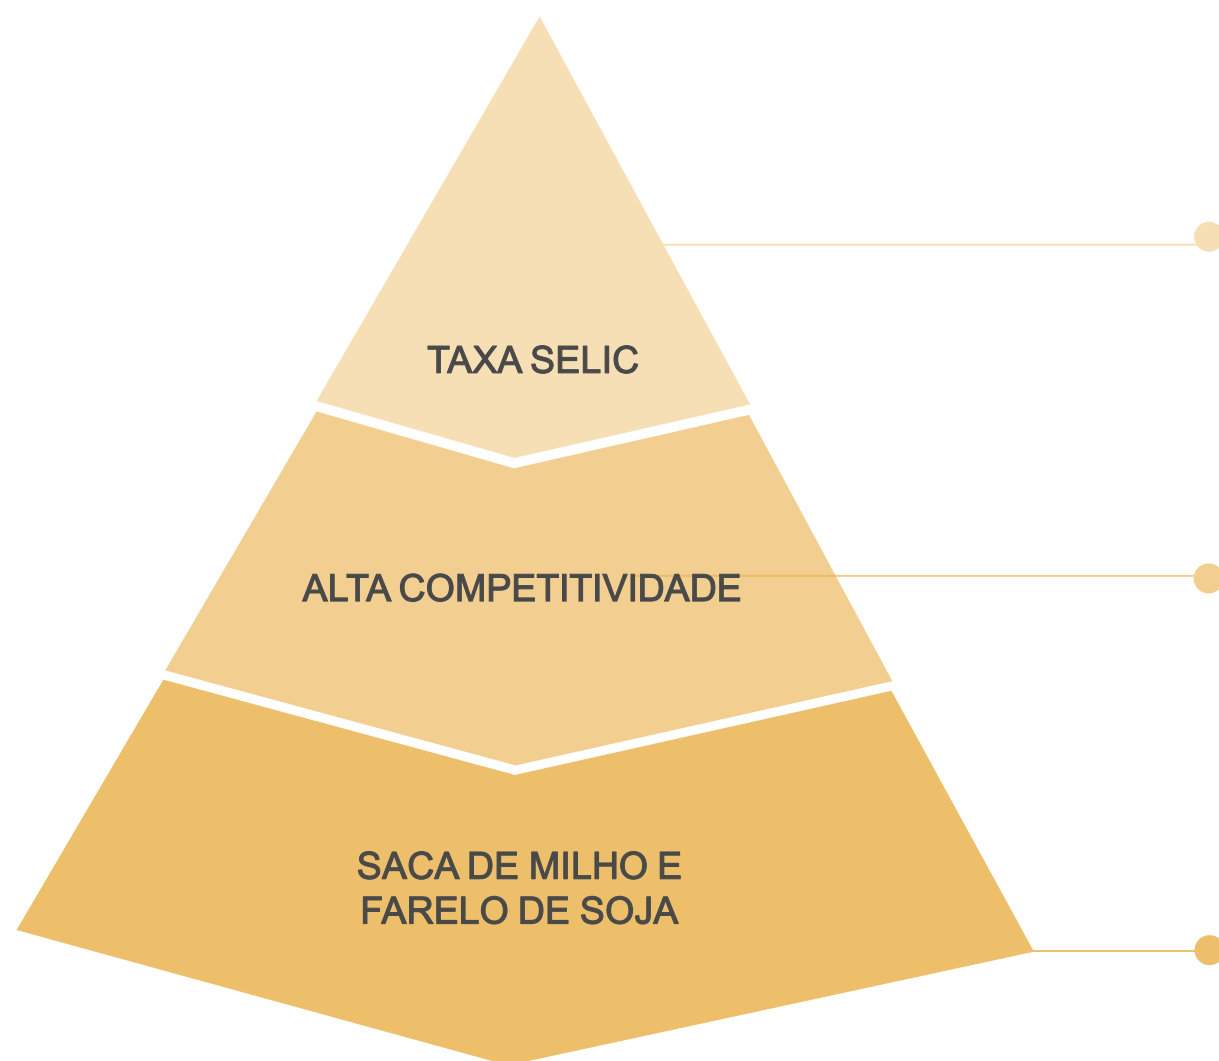 TAXA SELIC
ALTA COMPETITIVIDADE
SACA DE MILHO E
FARELO DE SOJA